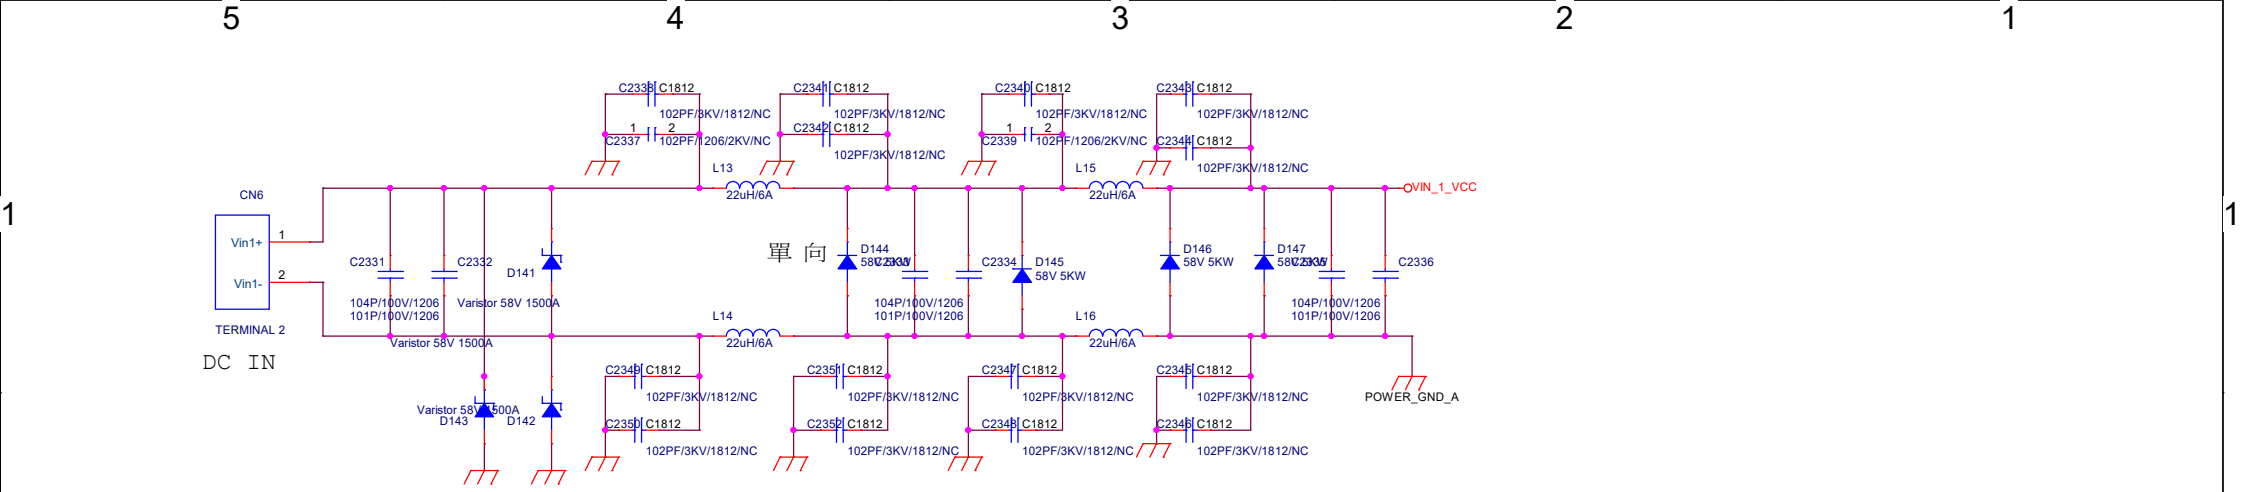 5 4 3 2 1
C2338 C1812
102PF/3KV/1812/NC
1 2
C2337 102PF/1206/2KV/NC
C2341 C1812
102PF/3KV/1812/NC
C2342 C1812
102PF/3KV/1812/NC
C2340 C1812
102PF/3KV/1812/NC
1 2
C2339 102PF/1206/2KV/NC
C2343 C1812
102PF/3KV/1812/NC
C2344 C1812
102PF/3KV/1812/NC
L13
22uH/6A
L15
22uH/6A
VIN_1_VCC
1
1
CN6
Vin1+ 1
Vin1- 2
TERMINAL 2
DC IN
C2331
104P/100V/1206
101P/100V/1206
C2332
D141
Varistor 58V 1500A
Varistor 58V 1500A
Varistor 58V 1500A
D143
D142
單向
D144
58V 5KW
C2333
104P/100V/1206
101P/100V/1206
C2334
D145
58V 5KW
D146
58V 5KW
D147
58V 5KW
C2335
104P/100V/1206
101P/100V/1206
C2336
L14
22uH/6A
L16
22uH/6A
POWER_GND_A
C2349 C1812
102PF/3KV/1812/NC
C2350 C1812
102PF/3KV/1812/NC
C2351 C1812
102PF/3KV/1812/NC
C2352 C1812
102PF/3KV/1812/NC
C2347 C1812
102PF/3KV/1812/NC
C2348 C1812
102PF/3KV/1812/NC
C2345 C1812
102PF/3KV/1812/NC
C2346 C1812
102PF/3KV/1812/NC